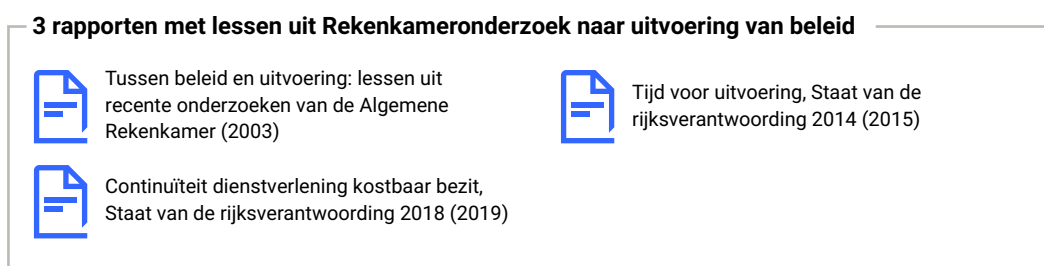 3 rapporten met lessen uit Rekenkameronderzoek naar uitvoering van beleid
Tussen beleid en uitvoering: lessen uit
recente onderzoeken van de Algemene
Rekenkamer (2003)
Tijd voor uitvoering, Staat van de
rijksverantwoording 2014 (2015)
Continuïteit dienstverlening kostbaar bezit,
Staat van de rijksverantwoording 2018 (2019)